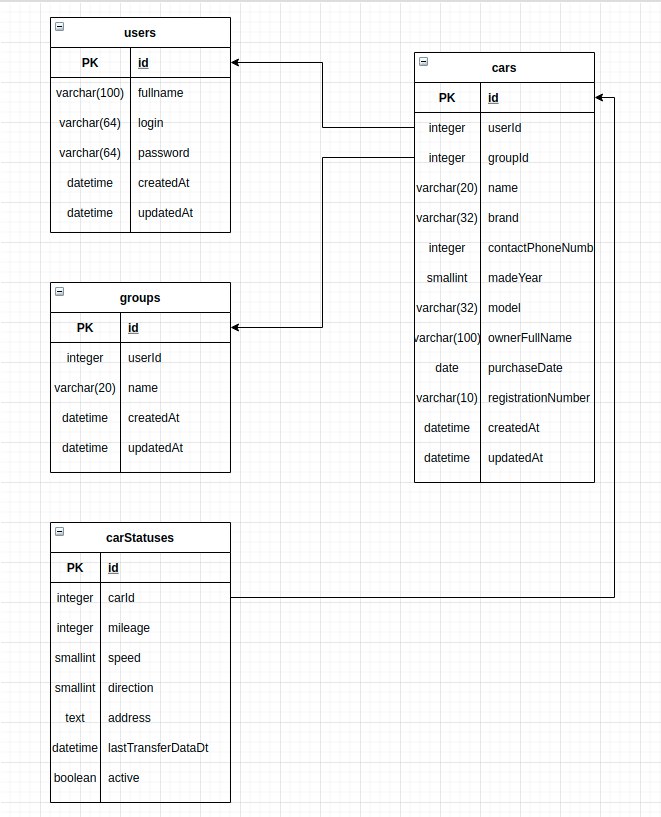 users
PK id
varchar(100) fullname
varchar(64) login
varchar(64) password
datetime createdAt
datetime updatedAt
cars
PK id
integer userId
integer groupId
varchar(20) name
varchar(32) brand
integer contactPhoneNumb
smallint madeYear
varchar(32) model
varchar(100) ownerFullName
date purchaseDate
varchar(10) registrationNumber
datetime createdAt
datetime updatedAt
groups
PK id
integer userId
varchar(20) name
datetime createdAt
datetime updatedAt
carStatuses
PK id
integer carId
integer mileage
smallint speed
smallint direction
text address
datetime lastTransferDataDt
boolean active